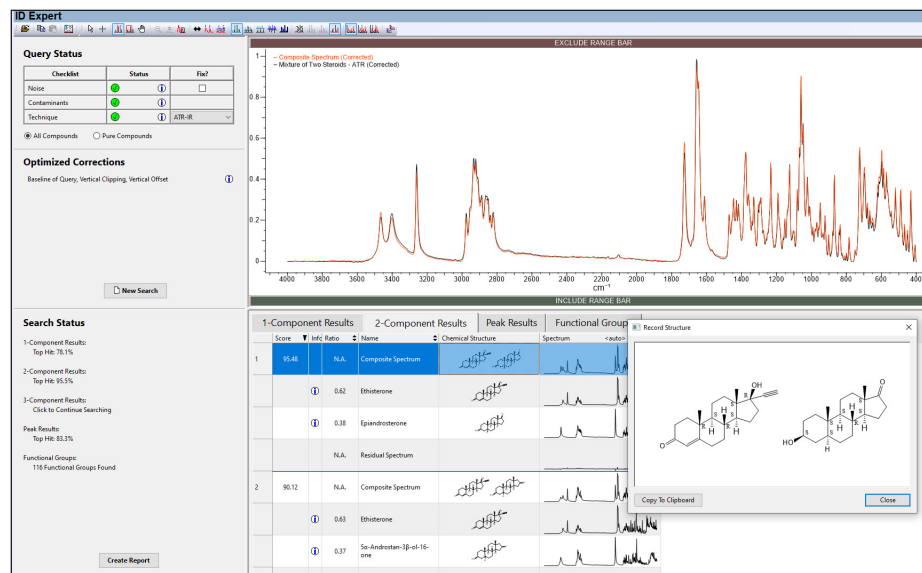 ID Expert
EXCLUDE RANGE BAR
Query Status
Checklist Status Fix?
Noise
Contaminants
Technique ATR-IR
All Compounds Pure Compounds
Optimized Corrections
Baseline of Query, Vertical Clipping, Vertical Offset
New Search
Composite Spectrum (Corrected)
Mixture of Two Steroids - ATR (Corrected)
1
0.8
0.6
0.4
0.2
0
4000 3800 3600 3400 3200 3000 2800 2600 2400 2200 2000 1800 1600 1400 1200 1000 800 600 400
cm-1
INCLUDE RANGE BAR
Search Status
1-Component Results:
Top Hit: 78.1%
2-Component Results:
Top Hit: 95.5%
3-Component Results:
Click to Continue Searching
Peak Results:
Top Hit: 83.3%
Functional Groups:
116 Functional Groups Found
Create Report
1-Component Results 2-Component Results Peak Results Functional Group
Score Info Ratio Name Chemical Structure Spectrum <auto>
1 95.48 N.A. Composite Spectrum
0.62 Ethisterone
0.38 Epiandrosterone
N.A. Residual Spectrum
2 90.12 N.A. Composite Spectrum
0.63 Ethisterone
0.37 5α-Androstan-3β-ol-16-
one
Record Structure
OH
O
O
HO
H H H
H H H
S S R R R S
S S S S R S
Copy To Clipboard Close